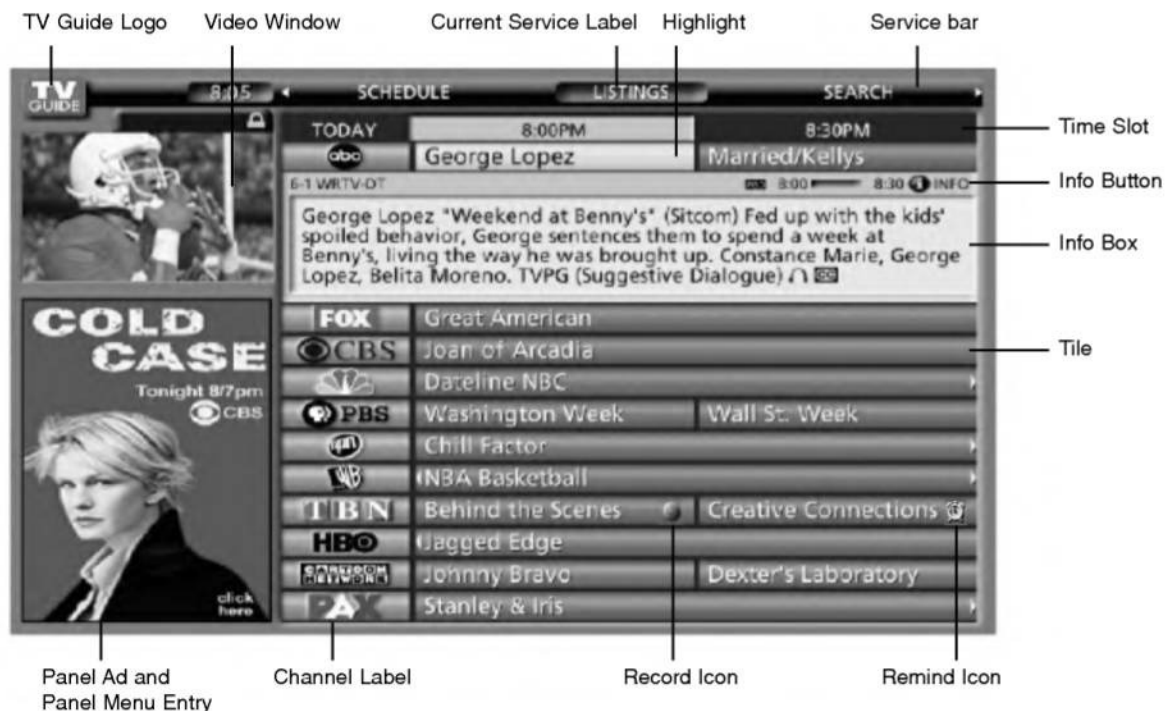 TV Guide Logo
Video Window
Current Service Label
Highlight
Service bar
TV GUIDE
8:05
SCHEDULE
LISTINGS
SEARCH
TODAY
8:00PM
8:30PM
Time Slot
abc
George Lopez
Married/Kellys
6-1 WRTV-DT
8:00
8:30
INFO
Info Button
George Lopez "Weekend at Benny's" (Sitcom) Fed up with the kids'
spoiled behavior, George sentences them to spend a week at
Benny's, living the way he was brought up. Constance Marie, George
Lopez, Belita Moreno. TVPG (Suggestive Dialogue)
CC
Info Box
COLD
CASE
Tonight 8/7pm
CBS
click
here
FOX
Great American
CBS
Joan of Arcadia
Tile
Dateline NBC
PBS
Washington Week
Wall St. Week
Chill Factor
WB
NBA Basketball
TBN
Behind the Scenes
Creative Connections
HBO
Jagged Edge
CARTOON NETWORK
Johnny Bravo
Dexter's Laboratory
PAX
Stanley & Iris
Panel Ad and
Panel Menu Entry
Channel Label
Record Icon
Remind Icon